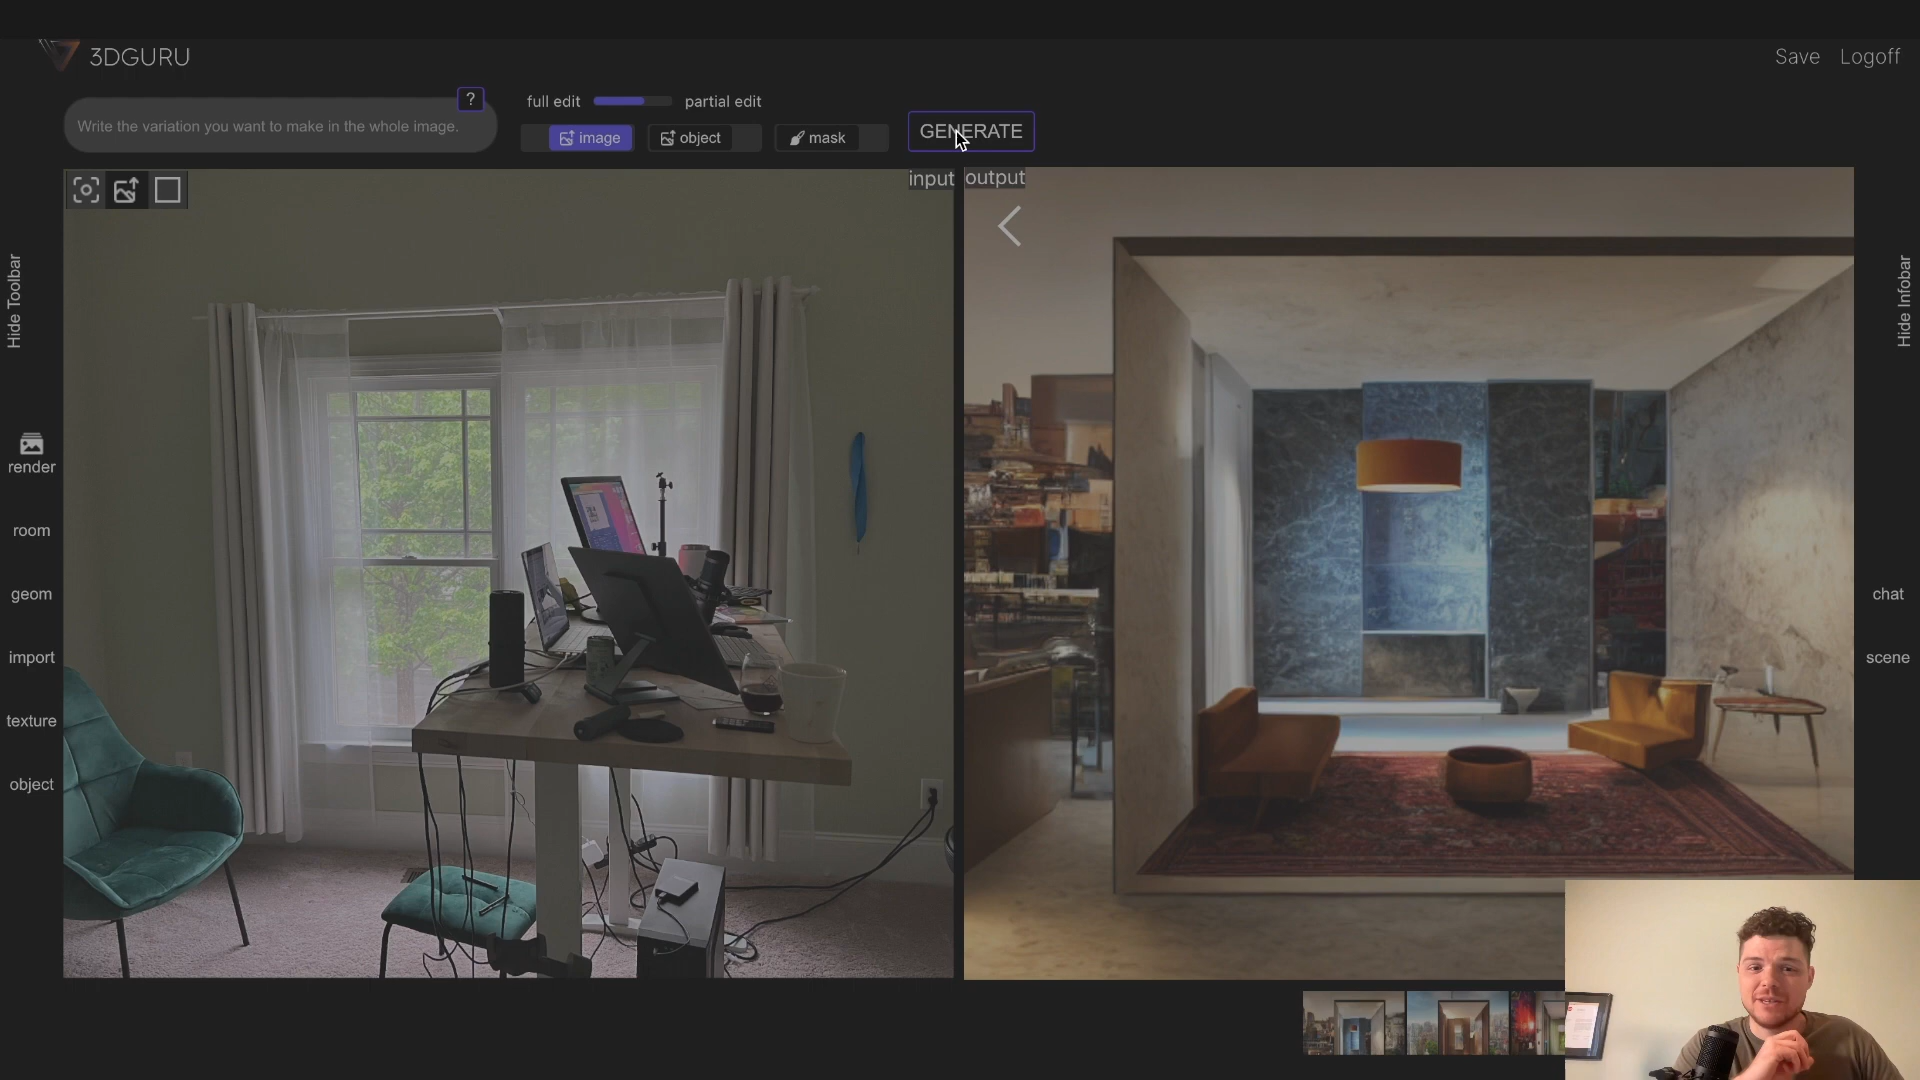 3DGURU
Save Logoff
?
full edit partial edit
Write the variation you want to make in the whole image.
image object mask GENERATE
input output
Hide Toolbar
Hide Infobar
render
room
geom
import
texture
object
chat
scene